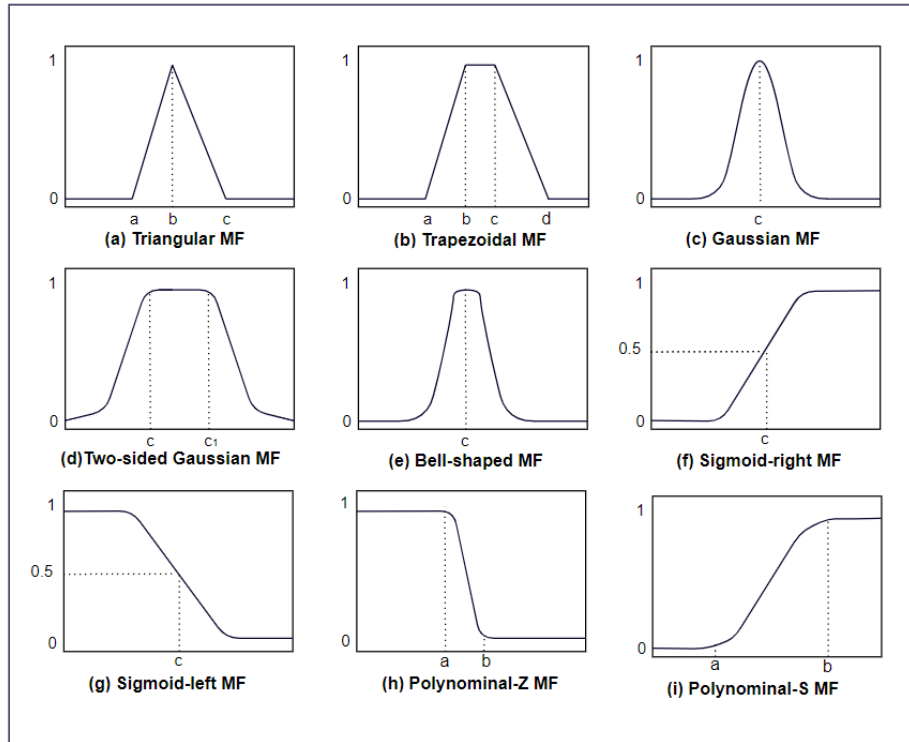 1
0
a b c
(a) Triangular MF
1
0
a b c d
(b) Trapezoidal MF
1
0
c
(c) Gaussian MF
1
0
c c₁
(d)Two-sided Gaussian MF
1
0
c
(e) Bell-shaped MF
1
0.5
0
c
(f) Sigmoid-right MF
1
0.5
0
c
(g) Sigmoid-left MF
1
0
a b
(h) Polynominal-Z MF
1
0
a b
(i) Polynominal-S MF